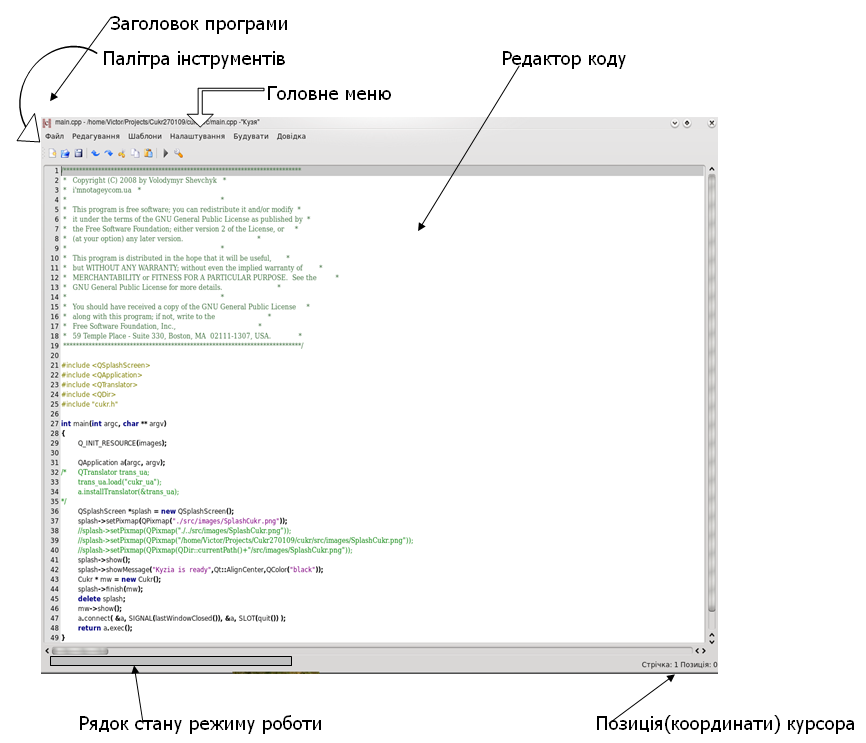 Заголовок програми
Палітра інструментів
Редактор коду
Головне меню
main.cpp - /home/Victor/Projects/Cukr270109/cu main.cpp -"Кузя"
Файл Редагування Шаблони Налаштування Будувати Довідка
1 /**************************************************************************
2 * Copyright (C) 2008 by Volodymyr Shevchyk *
3 * i'mnotageycom.ua *
4 * *
5 * This program is free software; you can redistribute it and/or modify *
6 * it under the terms of the GNU General Public License as published by *
7 * the Free Software Foundation; either version 2 of the License, or *
8 * (at your option) any later version. *
9 * *
10 * This program is distributed in the hope that it will be useful, *
11 * but WITHOUT ANY WARRANTY; without even the implied warranty of *
12 * MERCHANTABILITY or FITNESS FOR A PARTICULAR PURPOSE. See the *
13 * GNU General Public License for more details. *
14 * *
15 * You should have received a copy of the GNU General Public License *
16 * along with this program; if not, write to the *
17 * Free Software Foundation, Inc., *
18 * 59 Temple Place - Suite 330, Boston, MA 02111-1307, USA. *
19 **************************************************************************/
20
21 #include <QSplashScreen>
22 #include <QApplication>
23 #include <QTranslator>
24 #include <QDir>
25 #include "cukr.h"
26
27 int main(int argc, char ** argv)
28 {
29 Q_INIT_RESOURCE(images);
30
31 QApplication a(argc, argv);
32 /* QTranslator trans_ua;
33 trans_ua.load("cukr_ua");
34 a.installTranslator(&trans_ua);
35 */
36 QSplashScreen *splash = new QSplashScreen();
37 splash->setPixmap(QPixmap("./src/images/SplashCukr.png"));
38 //splash->setPixmap(QPixmap("./../src/images/SplashCukr.png"));
39 //splash->setPixmap(QPixmap("/home/Victor/Projects/Cukr270109/cukr/src/images/SplashCukr.png"));
40 //splash->setPixmap(QPixmap(QDir::currentPath()+"/src/images/SplashCukr.png"));
41 splash->show();
42 splash->showMessage("Kyzia is ready",Qt::AlignCenter,QColor("black"));
43 Cukr * mw = new Cukr();
44 splash->finish(mw);
45 delete splash;
46 mw->show();
47 a.connect( &a, SIGNAL(lastWindowClosed()), &a, SLOT(quit()) );
48 return a.exec();
49 }
Стрічка: 1 Позиція: 0
Рядок стану режиму роботи
Позиція(координати) курсора